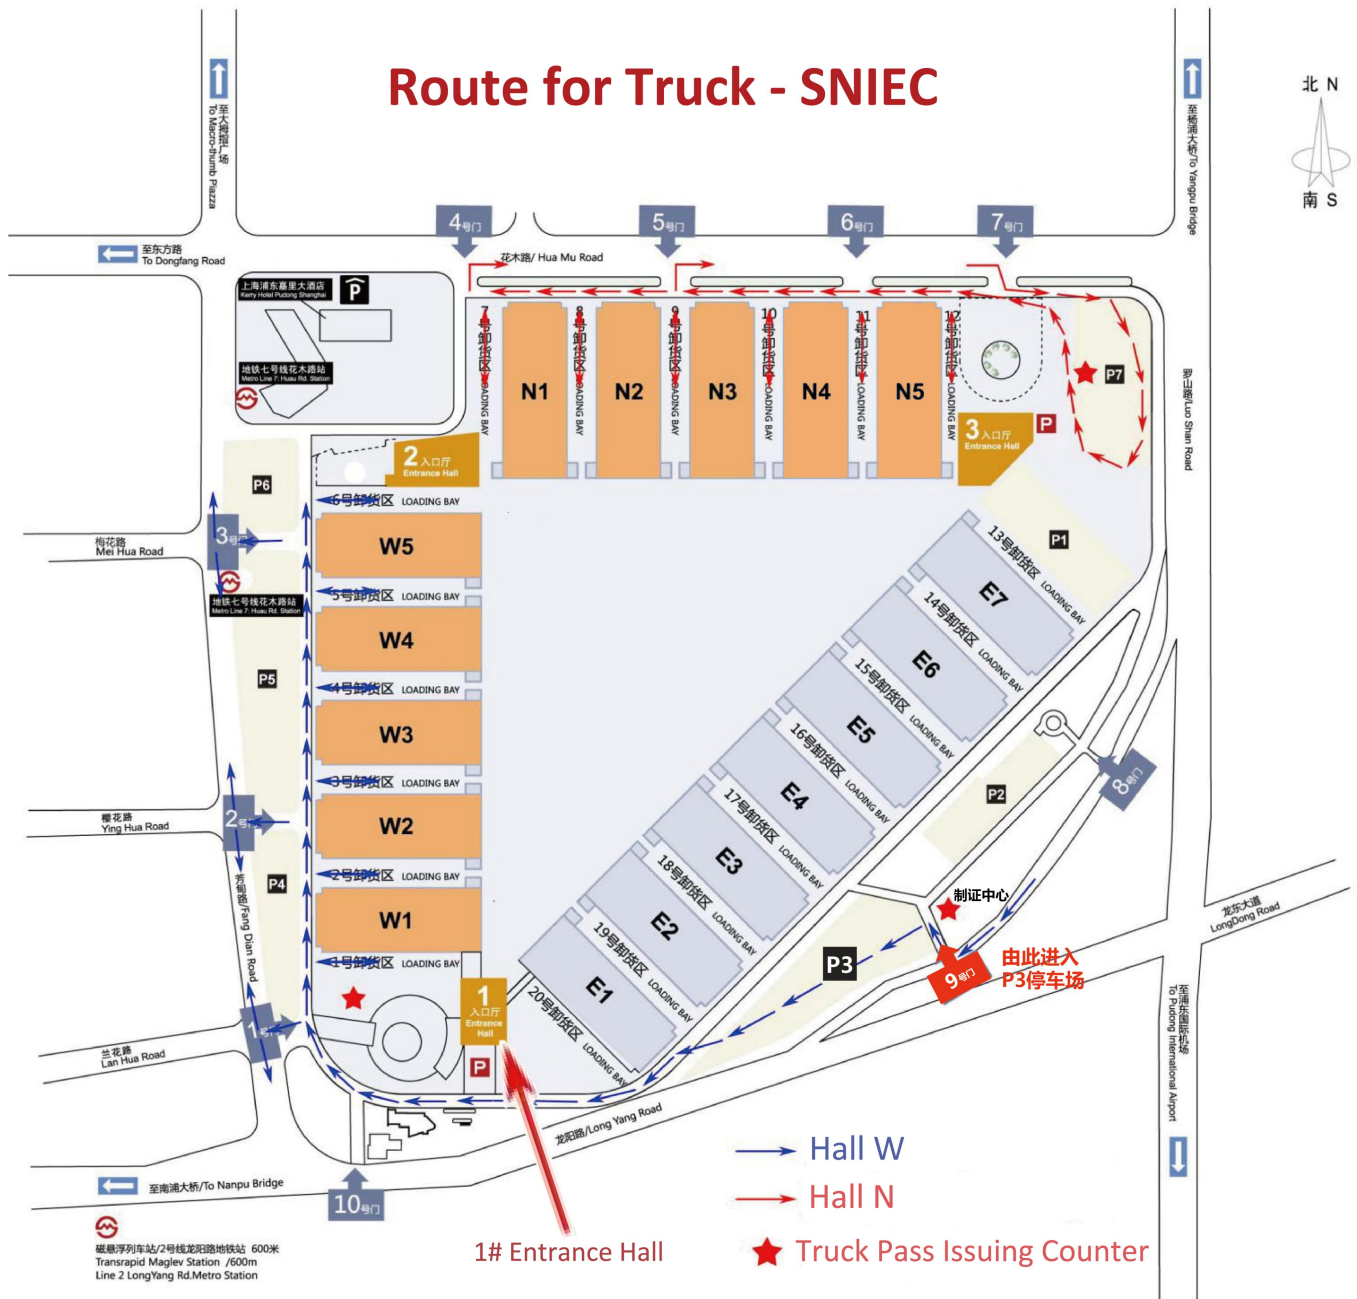 Route for Truck - SNIEC
北 N
南 S
至大拇指广场
To Macro-thumb Plazza
至杨浦大桥/To Yangpu Bridge
4号门
5号门
6号门
7号门
花木路/ Hua Mu Road
至东方路
To Dongfang Road
上海浦东嘉里大酒店
Kerry Hotel Pudong Shanghai
P
地铁七号线花木路站
Metro Line 7: Huau Rd. Station
7号卸货区 LOADING BAY
N1
8号卸货区 LOADING BAY
N2
9号卸货区 LOADING BAY
N3
10号卸货区 LOADING BAY
N4
11号卸货区 LOADING BAY
N5
12号卸货区 LOADING BAY
P7
罗山路/Luo Shan Road
2入口厅
Entrance Hall
3入口厅
Entrance Hall
P
P6
6号卸货区 LOADING BAY
3号门
梅花路
Mei Hua Road
W5
地铁七号线花木路站
Metro Line 7: Huau Rd. Station
5号卸货区 LOADING BAY
W4
P5
4号卸货区 LOADING BAY
W3
3号卸货区 LOADING BAY
W2
2号门
樱花路
Ying Hua Road
2号卸货区 LOADING BAY
P4
芳甸路/Fang Dian Road
W1
1号卸货区 LOADING BAY
P1
13号卸货区 LOADING BAY
E7
14号卸货区 LOADING BAY
E6
15号卸货区 LOADING BAY
E5
16号卸货区 LOADING BAY
E4
17号卸货区 LOADING BAY
E3
18号卸货区 LOADING BAY
E2
19号卸货区 LOADING BAY
E1
20号卸货区 LOADING BAY
8号门
P2
制证中心
P3
9号门
由此进入
P3停车场
龙东大道
LongDong Road
至浦东国际机场
To Pudong International Airport
1
入口厅
Entrance
Hall
P
1号门
兰花路
Lan Hua Road
龙阳路/Long Yang Road
至南浦大桥/To Nanpu Bridge
10号门
磁悬浮列车站/2号线龙阳路地铁站 600米
Transrapid Maglev Station /600m
Line 2 LongYang Rd.Metro Station
1# Entrance Hall
Hall W
Hall N
Truck Pass Issuing Counter